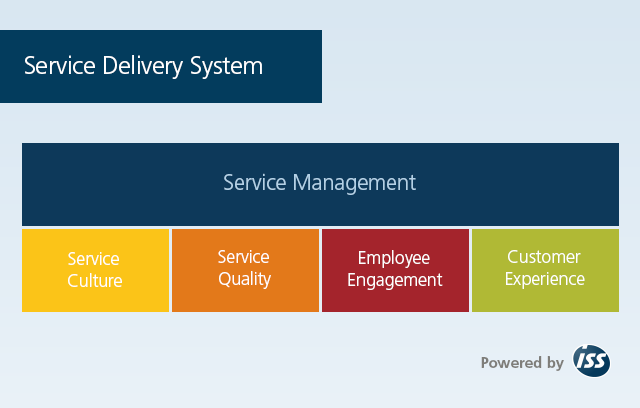 Service Delivery System
Service Management
Service
Culture
Service
Quality
Employee
Engagement
Customer
Experience
Powered by iss